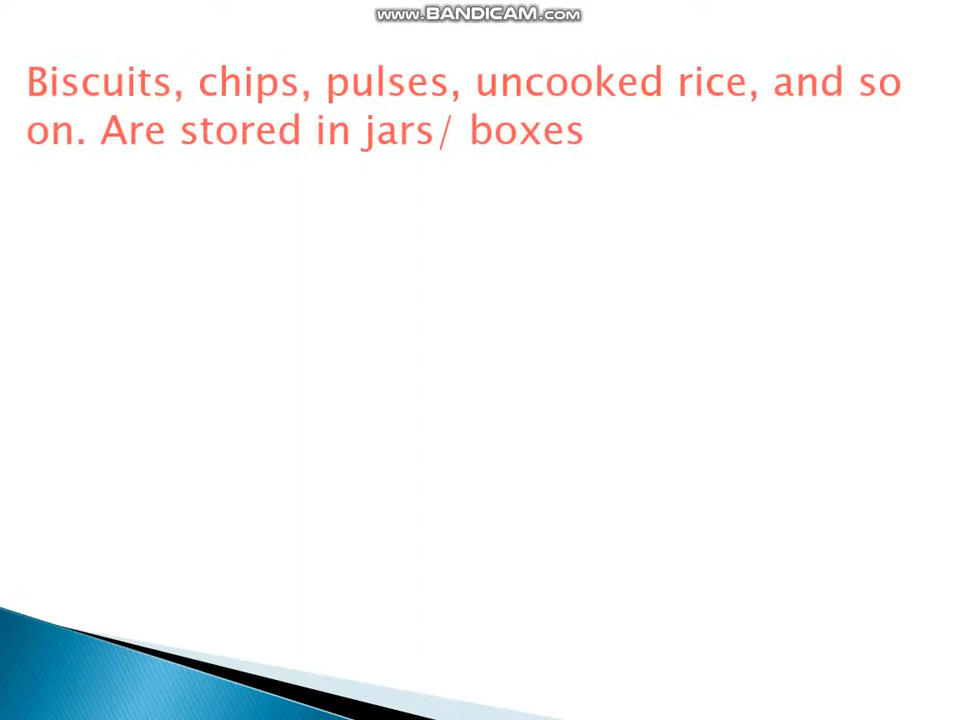 www.BANDICAM.com
Biscuits, chips, pulses, uncooked rice, and so
on. Are stored in jars/ boxes